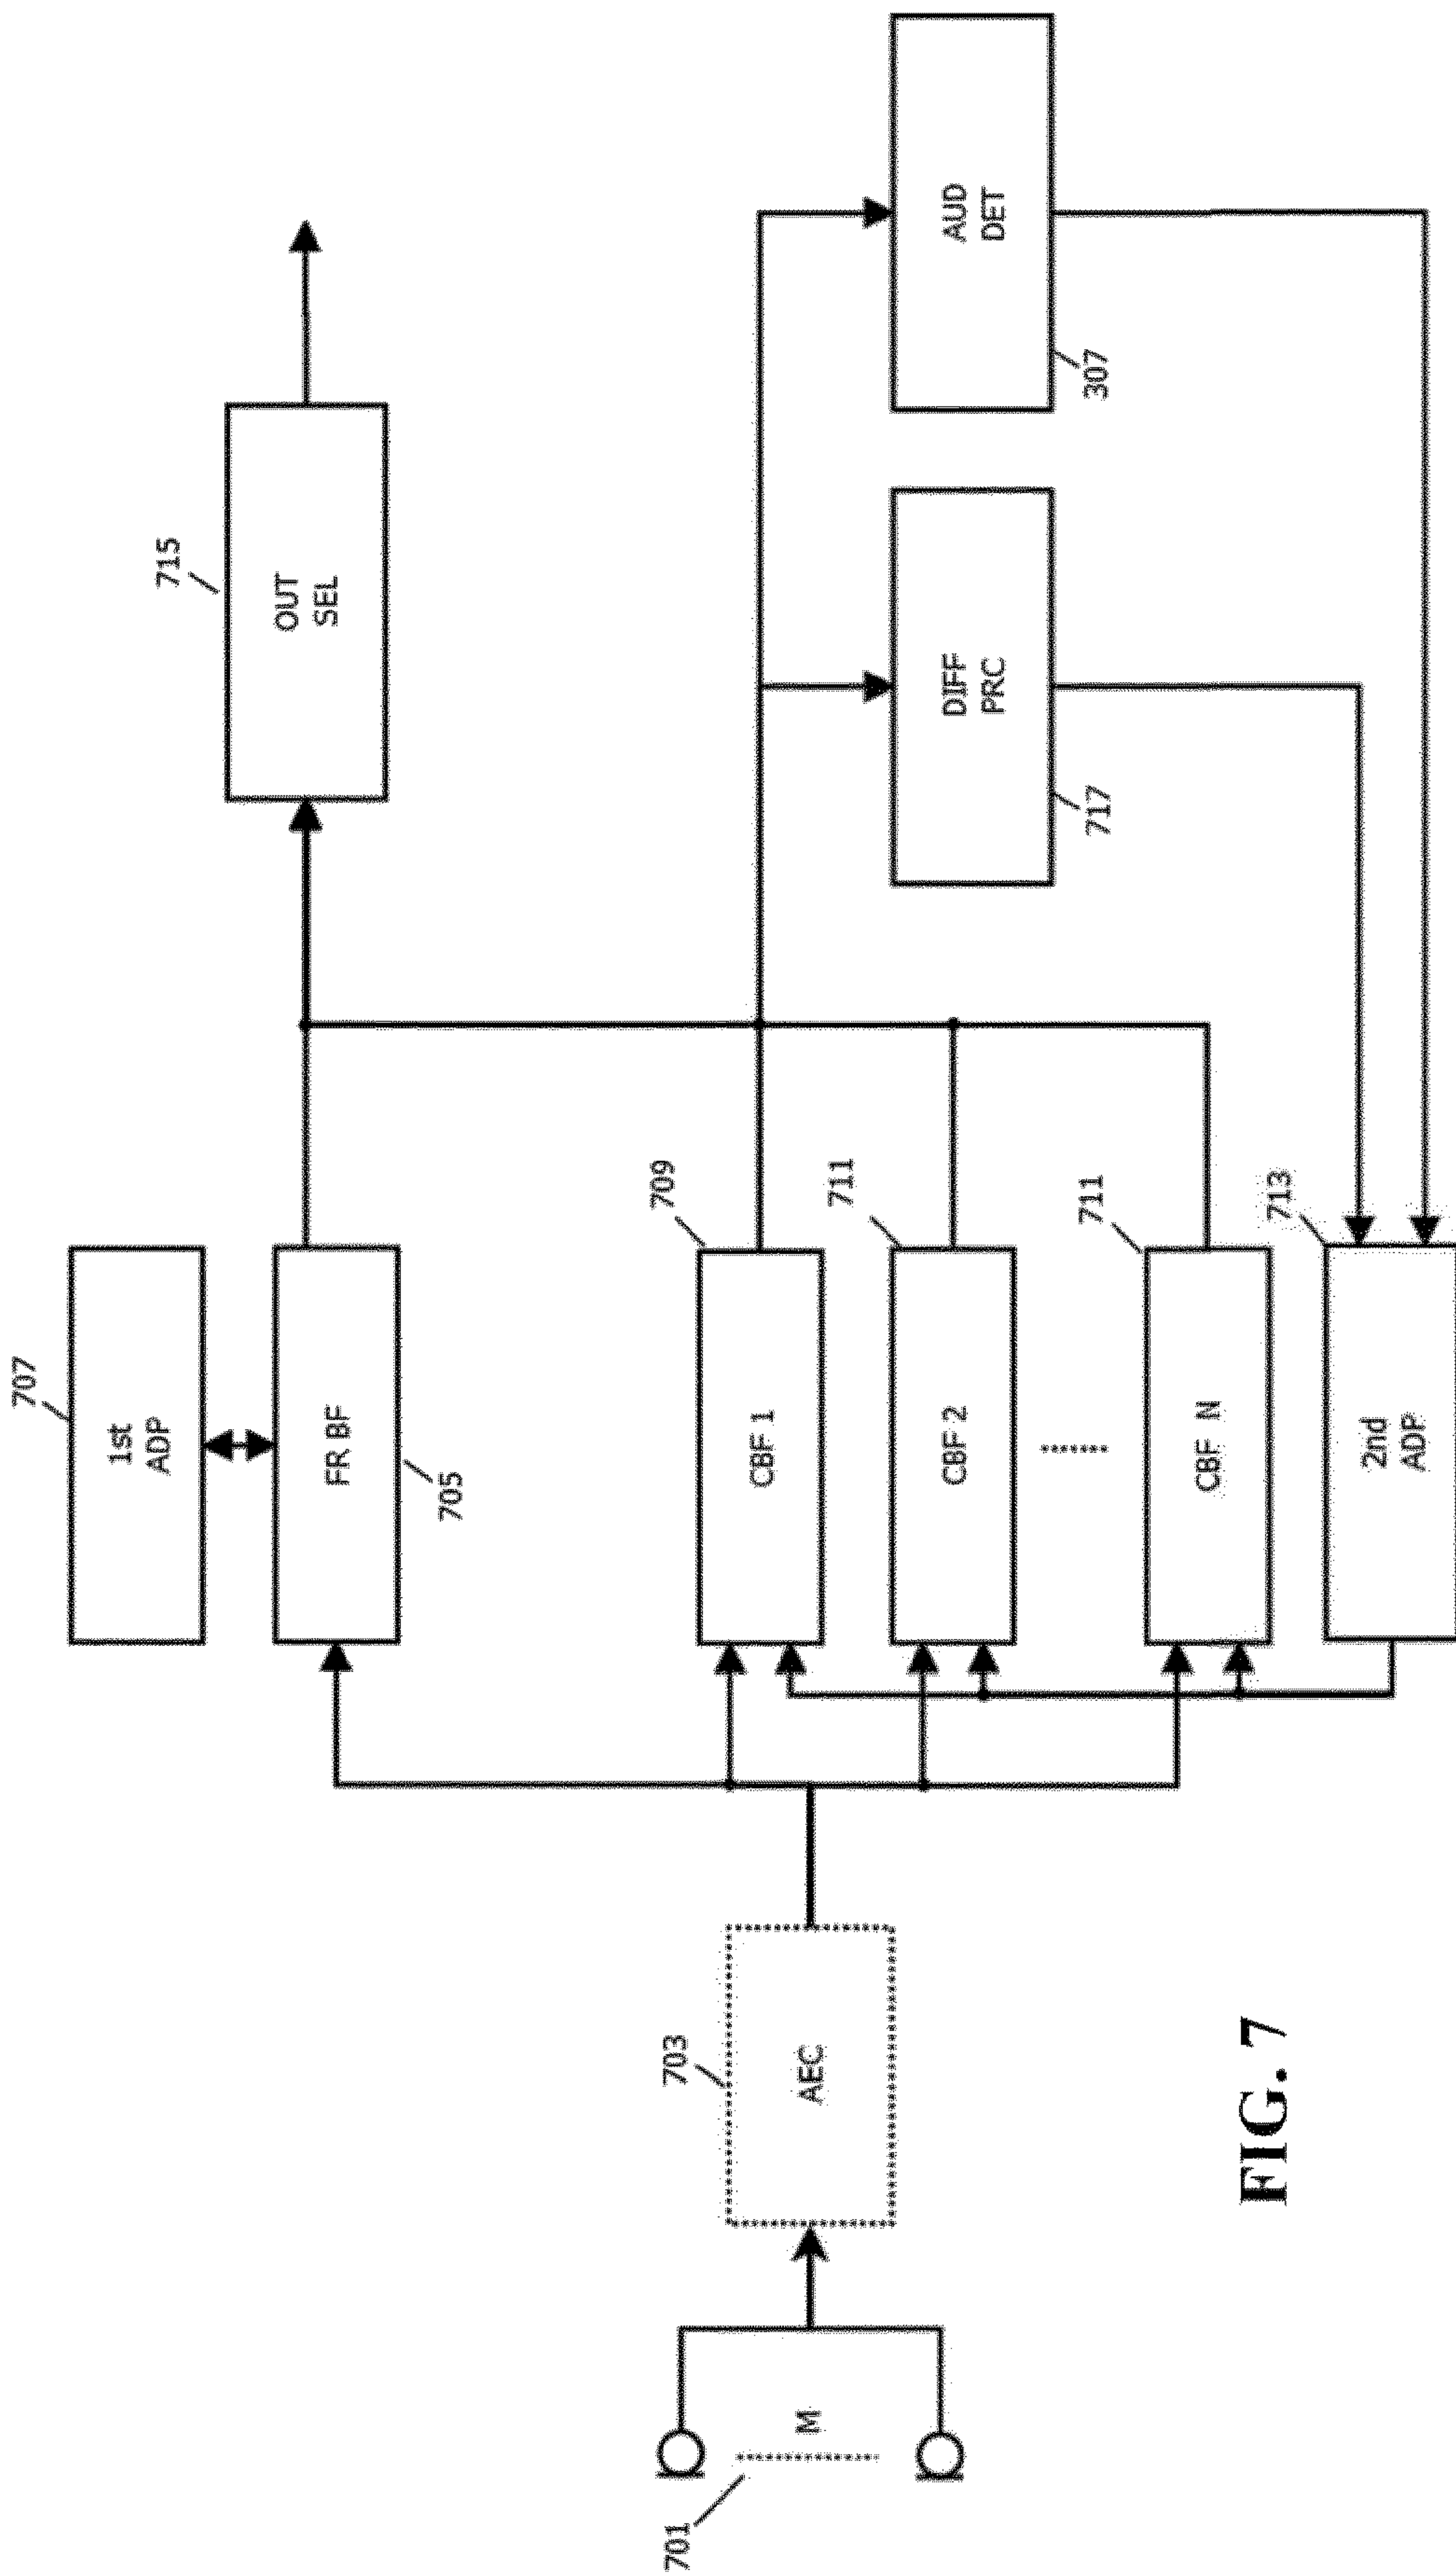 707
1st
ADP
715
OUT
SEL
FR BF
705
709
CBF 1
711
CBF 2
711
CBF N
713
2nd
ADP
DIFF
PRC
717
AUD
DET
307
703
AEC
701
M
FIG. 7